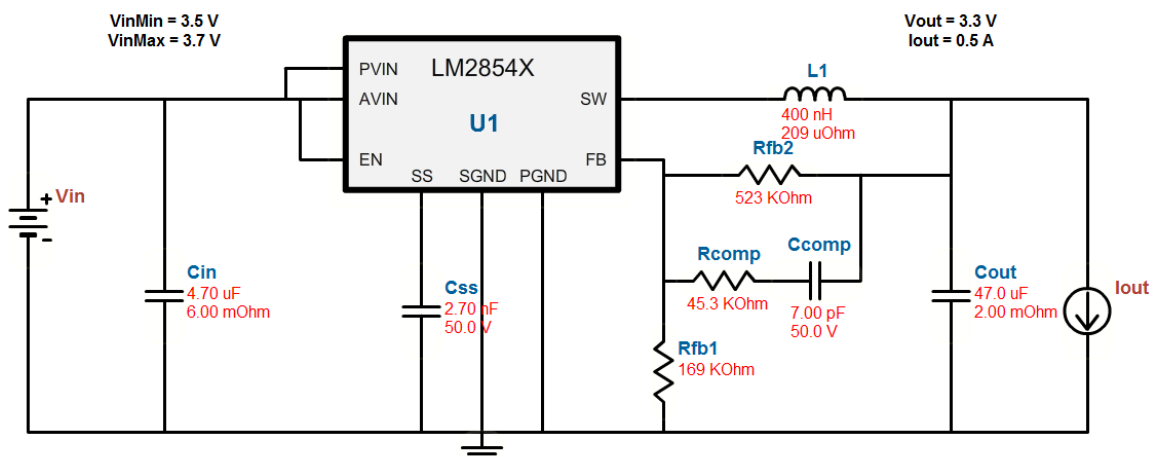 VinMin = 3.5 V
VinMax = 3.7 V
Vout = 3.3 V
Iout = 0.5 A
PVIN
LM2854X
AVIN
SW
U1
EN
FB
SS
SGND
PGND
L1
400 nH
209 uOhm
Rfb2
523 KOhm
+
Vin
-
Rcomp
45.3 KOhm
Ccomp
7.00 pF
50.0 V
Cin
4.70 uF
6.00 mOhm
Css
2.70 nF
50.0 V
Cout
47.0 uF
2.00 mOhm
Iout
Rfb1
169 KOhm